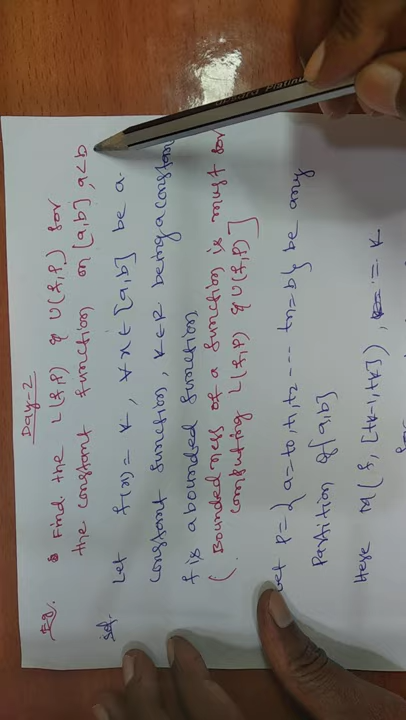 Day-2
Eg. Find the L(f,P) & U(f,P) for
the constant function on [a,b], a<b
Sol. Let f(x) = K, ∀ x ∈ [a,b] be a
constant function, K∈R being a constant
f is a bounded function
( Boundedness of a function is must for
computing L(f,P) & U(f,P) ]
Let P = { a = t0, t1, t2 --- tn = b } be any
Partition of [a,b]
Here M( f, [tk-1, tk] ) = K